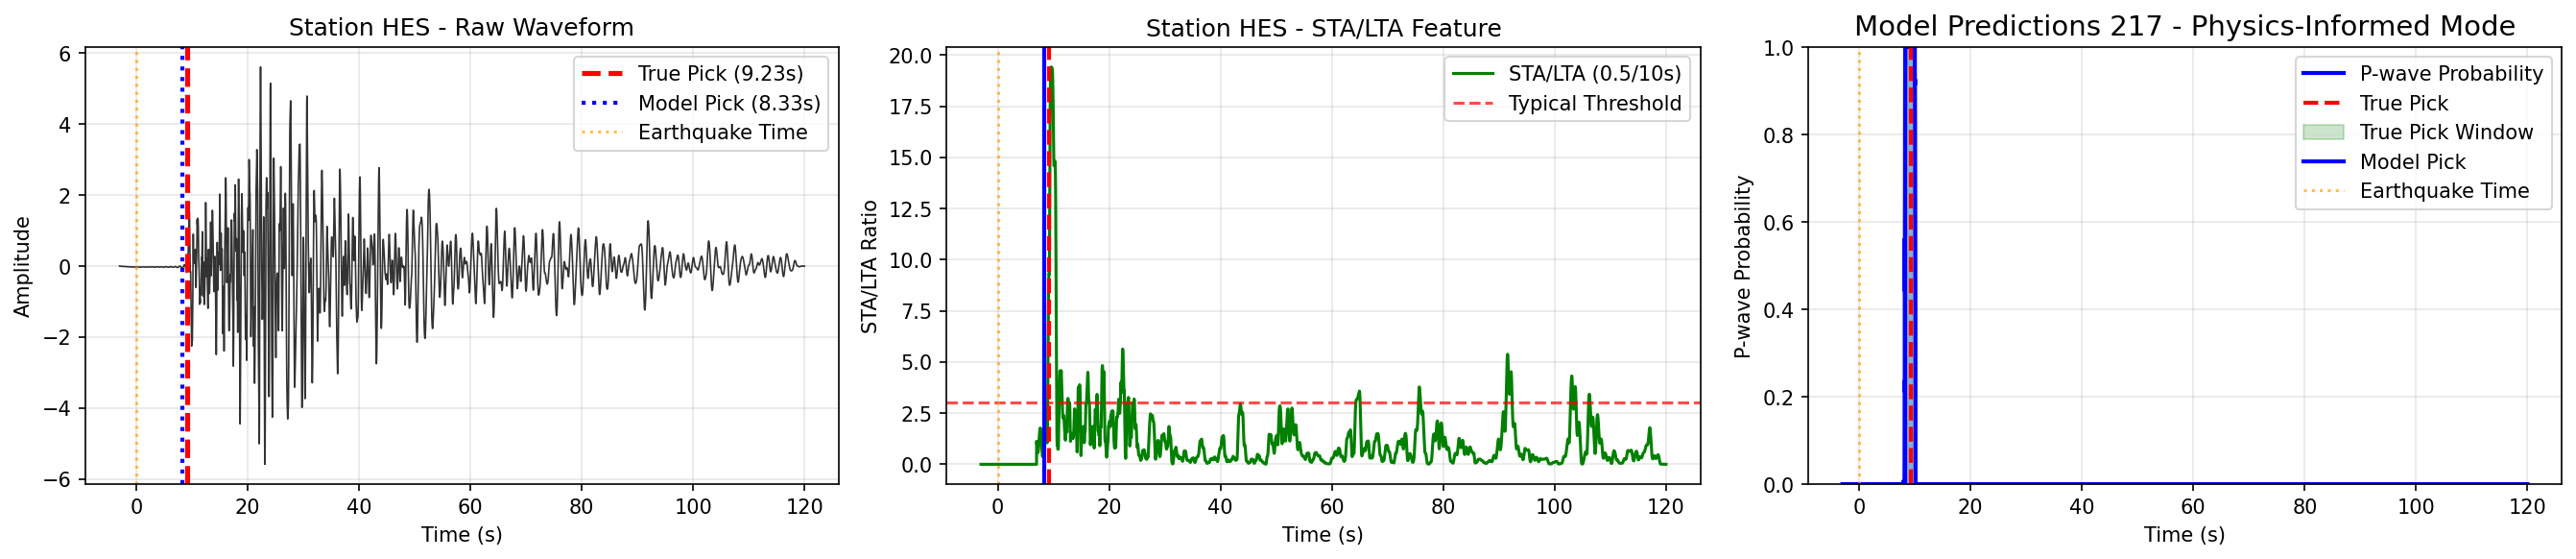 Station HES - Raw Waveform
Amplitude
6
4
2
0
−2
−4
−6
True Pick (9.23s)
Model Pick (8.33s)
Earthquake Time
0 20 40 60 80 100 120
Time (s)
Station HES - STA/LTA Feature
STA/LTA Ratio
20.0
17.5
15.0
12.5
10.0
7.5
5.0
2.5
0.0
STA/LTA (0.5/10s)
Typical Threshold
0 20 40 60 80 100 120
Time (s)
Model Predictions 217 - Physics-Informed Mode
P-wave Probability
1.0
0.8
0.6
0.4
0.2
0.0
P-wave Probability
True Pick
True Pick Window
Model Pick
Earthquake Time
0 20 40 60 80 100 120
Time (s)